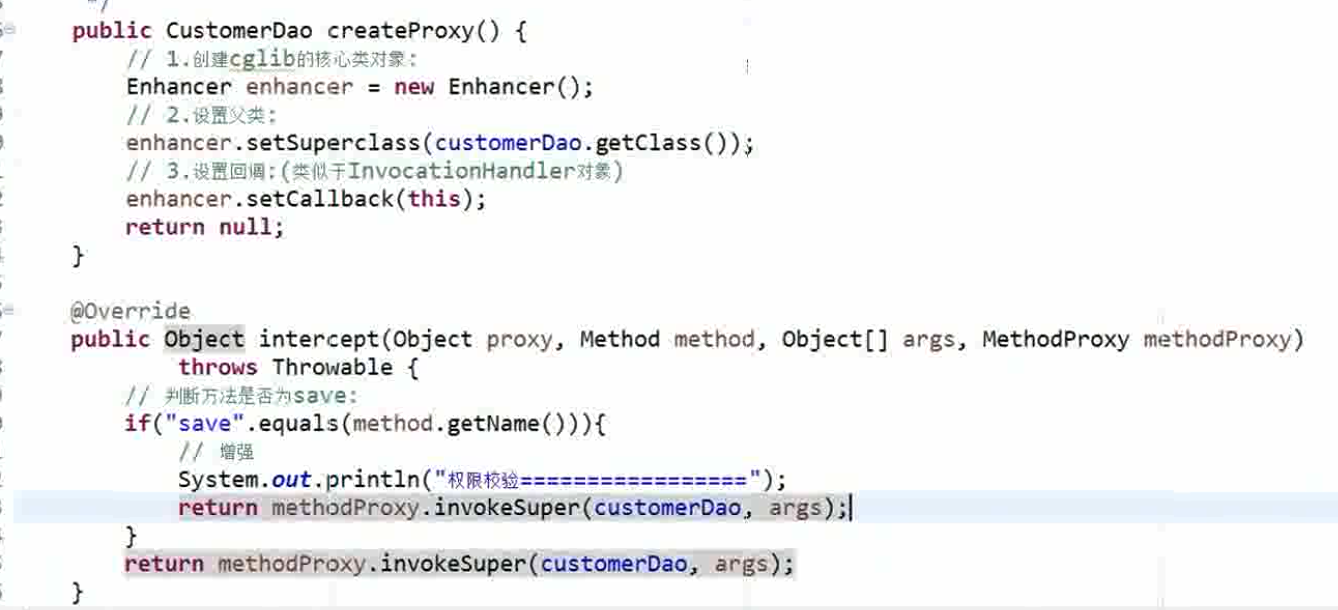 */
public CustomerDao createProxy() {
// 1.创建cglib的核心类对象:
Enhancer enhancer = new Enhancer();
// 2.设置父类:
enhancer.setSuperclass(customerDao.getClass());
// 3.设置回调:(类似于InvocationHandler对象)
enhancer.setCallback(this);
return null;
}
@Override
public Object intercept(Object proxy, Method method, Object[] args, MethodProxy methodProxy)
throws Throwable {
// 判断方法是否为save:
if("save".equals(method.getName())){
// 增强
System.out.println("权限校验=================");
return methodProxy.invokeSuper(customerDao, args);
}
return methodProxy.invokeSuper(customerDao, args);
}